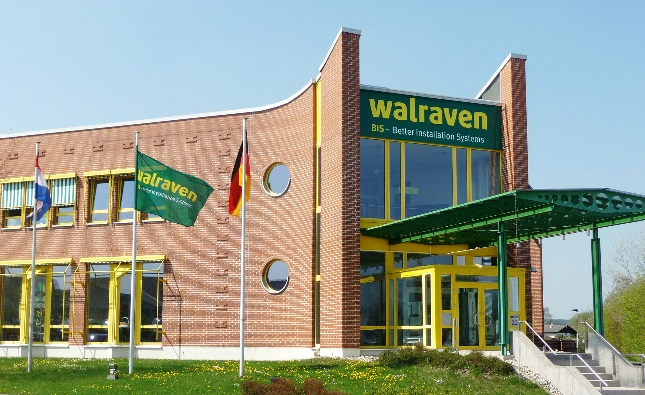 walraven
BIS - Better Installation Systems
walraven